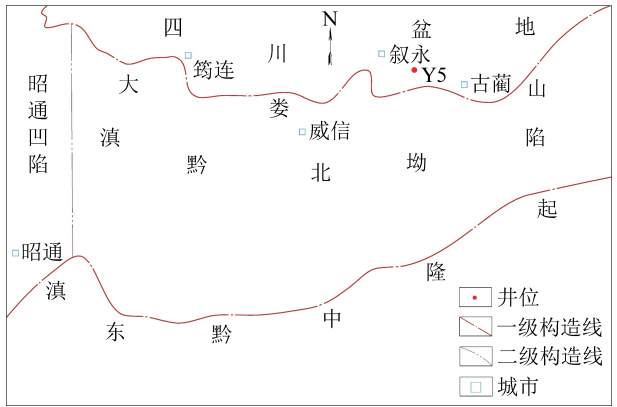 四川盆地
N
叙永
Y5
筠连
古蔺
大娄山
昭通凹陷
威信
滇黔北坳陷
昭通
滇东黔中隆起
井位
一级构造线
二级构造线
城市